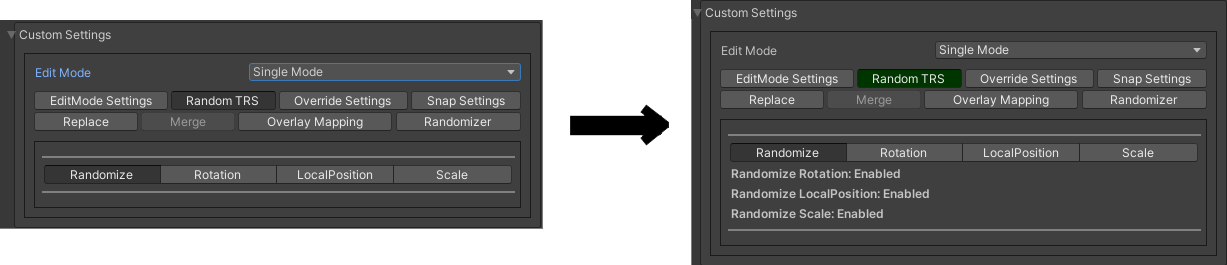 Custom Settings
Edit Mode Single Mode
EditMode Settings Random TRS Override Settings Snap Settings
Replace Merge Overlay Mapping Randomizer
Randomize Rotation LocalPosition Scale
Custom Settings
Edit Mode Single Mode
EditMode Settings Random TRS Override Settings Snap Settings
Replace Merge Overlay Mapping Randomizer
Randomize Rotation LocalPosition Scale
Randomize Rotation: Enabled
Randomize LocalPosition: Enabled
Randomize Scale: Enabled